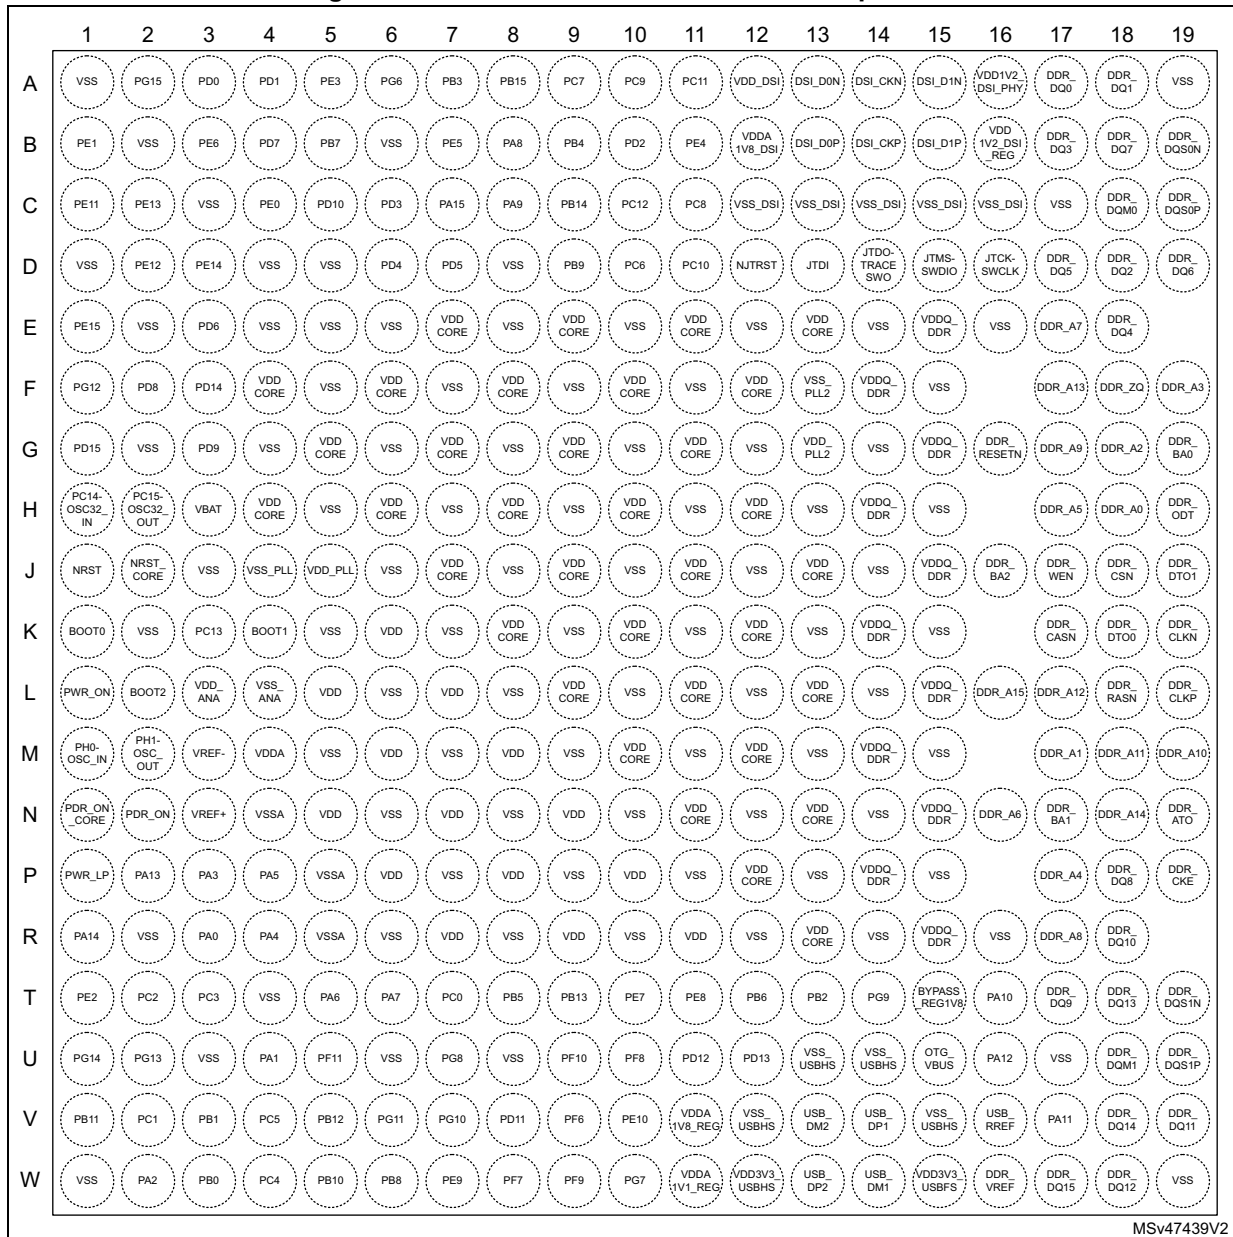 1 2 3 4 5 6 7 8 9 10 11 12 13 14 15 16 17 18 19
A VSS PG15 PD0 PD1 PE3 PG6 PB3 PB15 PC7 PC9 PC11 VDD_DSI DSI_D0N DSI_CKN DSI_D1N VDD1V2_DSI_PHY DDR_DQ0 DDR_DQ1 VSS
B PE1 VSS PE6 PD7 PB7 VSS PE5 PA8 PB4 PD2 PE4 VDDA 1V8_DSI DSI_D0P DSI_CKP DSI_D1P VDD 1V2_DSI_REG DDR_DQ3 DDR_DQ7 DDR_DQS0N
C PE11 PE13 VSS PE0 PD10 PD3 PA15 PA9 PB14 PC12 PC8 VSS_DSI VSS_DSI VSS_DSI VSS_DSI VSS_DSI VSS DDR_DQM0 DDR_DQS0P
D VSS PE12 PE14 VSS VSS PD4 PD5 VSS PB9 PC6 PC10 NJTRST JTDI JTDO-TRACE SWO JTMS-SWDIO JTCK-SWCLK DDR_DQ5 DDR_DQ2 DDR_DQ6
E PE15 VSS PD6 VSS VSS VSS VDD CORE VSS VDD CORE VSS VDD CORE VSS VDD CORE VSS VDDQ_DDR VSS DDR_A7 DDR_DQ4
F PG12 PD8 PD14 VDD CORE VSS VDD CORE VSS VDD CORE VSS VDD CORE VSS VDD CORE VSS_PLL2 VDDQ_DDR VSS DDR_A13 DDR_ZQ DDR_A3
G PD15 VSS PD9 VSS VDD CORE VSS VDD CORE VSS VDD CORE VSS VDD CORE VSS VDD_PLL2 VSS VDDQ_DDR DDR_RESETN DDR_A9 DDR_A2 DDR_BA0
H PC14-OSC32_IN PC15-OSC32_OUT VBAT VDD CORE VSS VDD CORE VSS VDD CORE VSS VDD CORE VSS VDD CORE VSS VDDQ_DDR VSS DDR_A5 DDR_A0 DDR_ODT
J NRST NRST_CORE VSS VSS_PLL VDD_PLL VSS VDD CORE VSS VDD CORE VSS VDD CORE VSS VDD CORE VSS VDDQ_DDR DDR_BA2 DDR_WEN DDR_CSN DDR_DTO1
K BOOT0 VSS PC13 BOOT1 VSS VDD VSS VDD CORE VSS VDD CORE VSS VDD CORE VSS VDDQ_DDR VSS DDR_CASN DDR_DTO0 DDR_CLKN
L PWR_ON BOOT2 VDD_ANA VSS_ANA VDD VSS VDD VSS VDD CORE VSS VDD CORE VSS VDD CORE VSS VDDQ_DDR DDR_A15 DDR_A12 DDR_RASN DDR_CLKP
M PH0-OSC_IN PH1-OSC_OUT VREF- VDDA VSS VDD VSS VDD VSS VDD CORE VSS VDD CORE VSS VDDQ_DDR VSS DDR_A1 DDR_A11 DDR_A10
N PDR_ON_CORE PDR_ON VREF+ VSSA VDD VSS VDD VSS VDD VSS VDD CORE VSS VDD CORE VSS VDDQ_DDR DDR_A6 DDR_BA1 DDR_A14 DDR_ATO
P PWR_LP PA13 PA3 PA5 VSSA VDD VSS VDD VSS VDD VSS VDD CORE VSS VDDQ_DDR VSS DDR_A4 DDR_DQ8 DDR_CKE
R PA14 VSS PA0 PA4 VSSA VSS VDD VSS VDD VSS VDD VSS VDD CORE VSS VDDQ_DDR VSS DDR_A8 DDR_DQ10
T PE2 PC2 PC3 VSS PA6 PA7 PC0 PB5 PB13 PE7 PE8 PB6 PB2 PG9 BYPASS_REG1V8 PA10 DDR_DQ9 DDR_DQ13 DDR_DQS1N
U PG14 PG13 VSS PA1 PF11 VSS PG8 VSS PF10 PF8 PD12 PD13 VSS_USBHS VSS_USBHS OTG_VBUS PA12 VSS DDR_DQM1 DDR_DQS1P
V PB11 PC1 PB1 PC5 PB12 PG11 PG10 PD11 PF6 PE10 VDDA 1V8_REG VSS_USBHS USB_DM2 USB_DP1 VSS_USBHS USB_RREF PA11 DDR_DQ14 DDR_DQ11
W VSS PA2 PB0 PC4 PB10 PB8 PE9 PF7 PF9 PG7 VDDA 1V1_REG VDD3V3_USBHS USB_DP2 USB_DM1 VDD3V3_USBFS DDR_VREF DDR_DQ15 DDR_DQ12 VSS
MSv47439V2